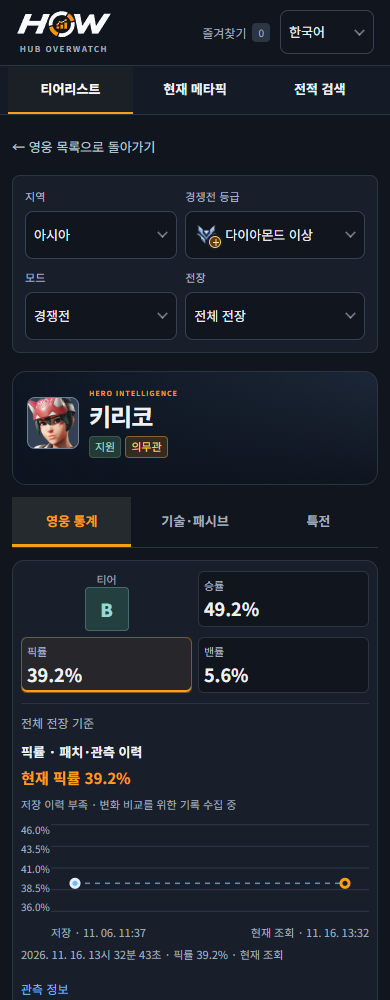 HOW
HUB OVERWATCH
즐겨찾기 0
한국어
티어리스트 현재 메타픽 전적 검색
← 영웅 목록으로 돌아가기
지역 경쟁전 등급
아시아 다이아몬드 이상
모드 전장
경쟁전 전체 전장
HERO INTELLIGENCE
키리코
지원 의무관
영웅 통계 기술·패시브 특전
티어
B
승률
49.2%
픽률
39.2%
밴률
5.6%
전체 전장 기준
픽률 · 패치·관측 이력
현재 픽률 39.2%
저장 이력 부족 · 변화 비교를 위한 기록 수집 중
46.0%
43.5%
41.0%
38.5%
36.0%
저장 · 11. 06. 11:37 현재 조회 · 11. 16. 13:32
2026. 11. 16. 13시 32분 43초 · 픽률 39.2% · 현재 조회
관측 정보